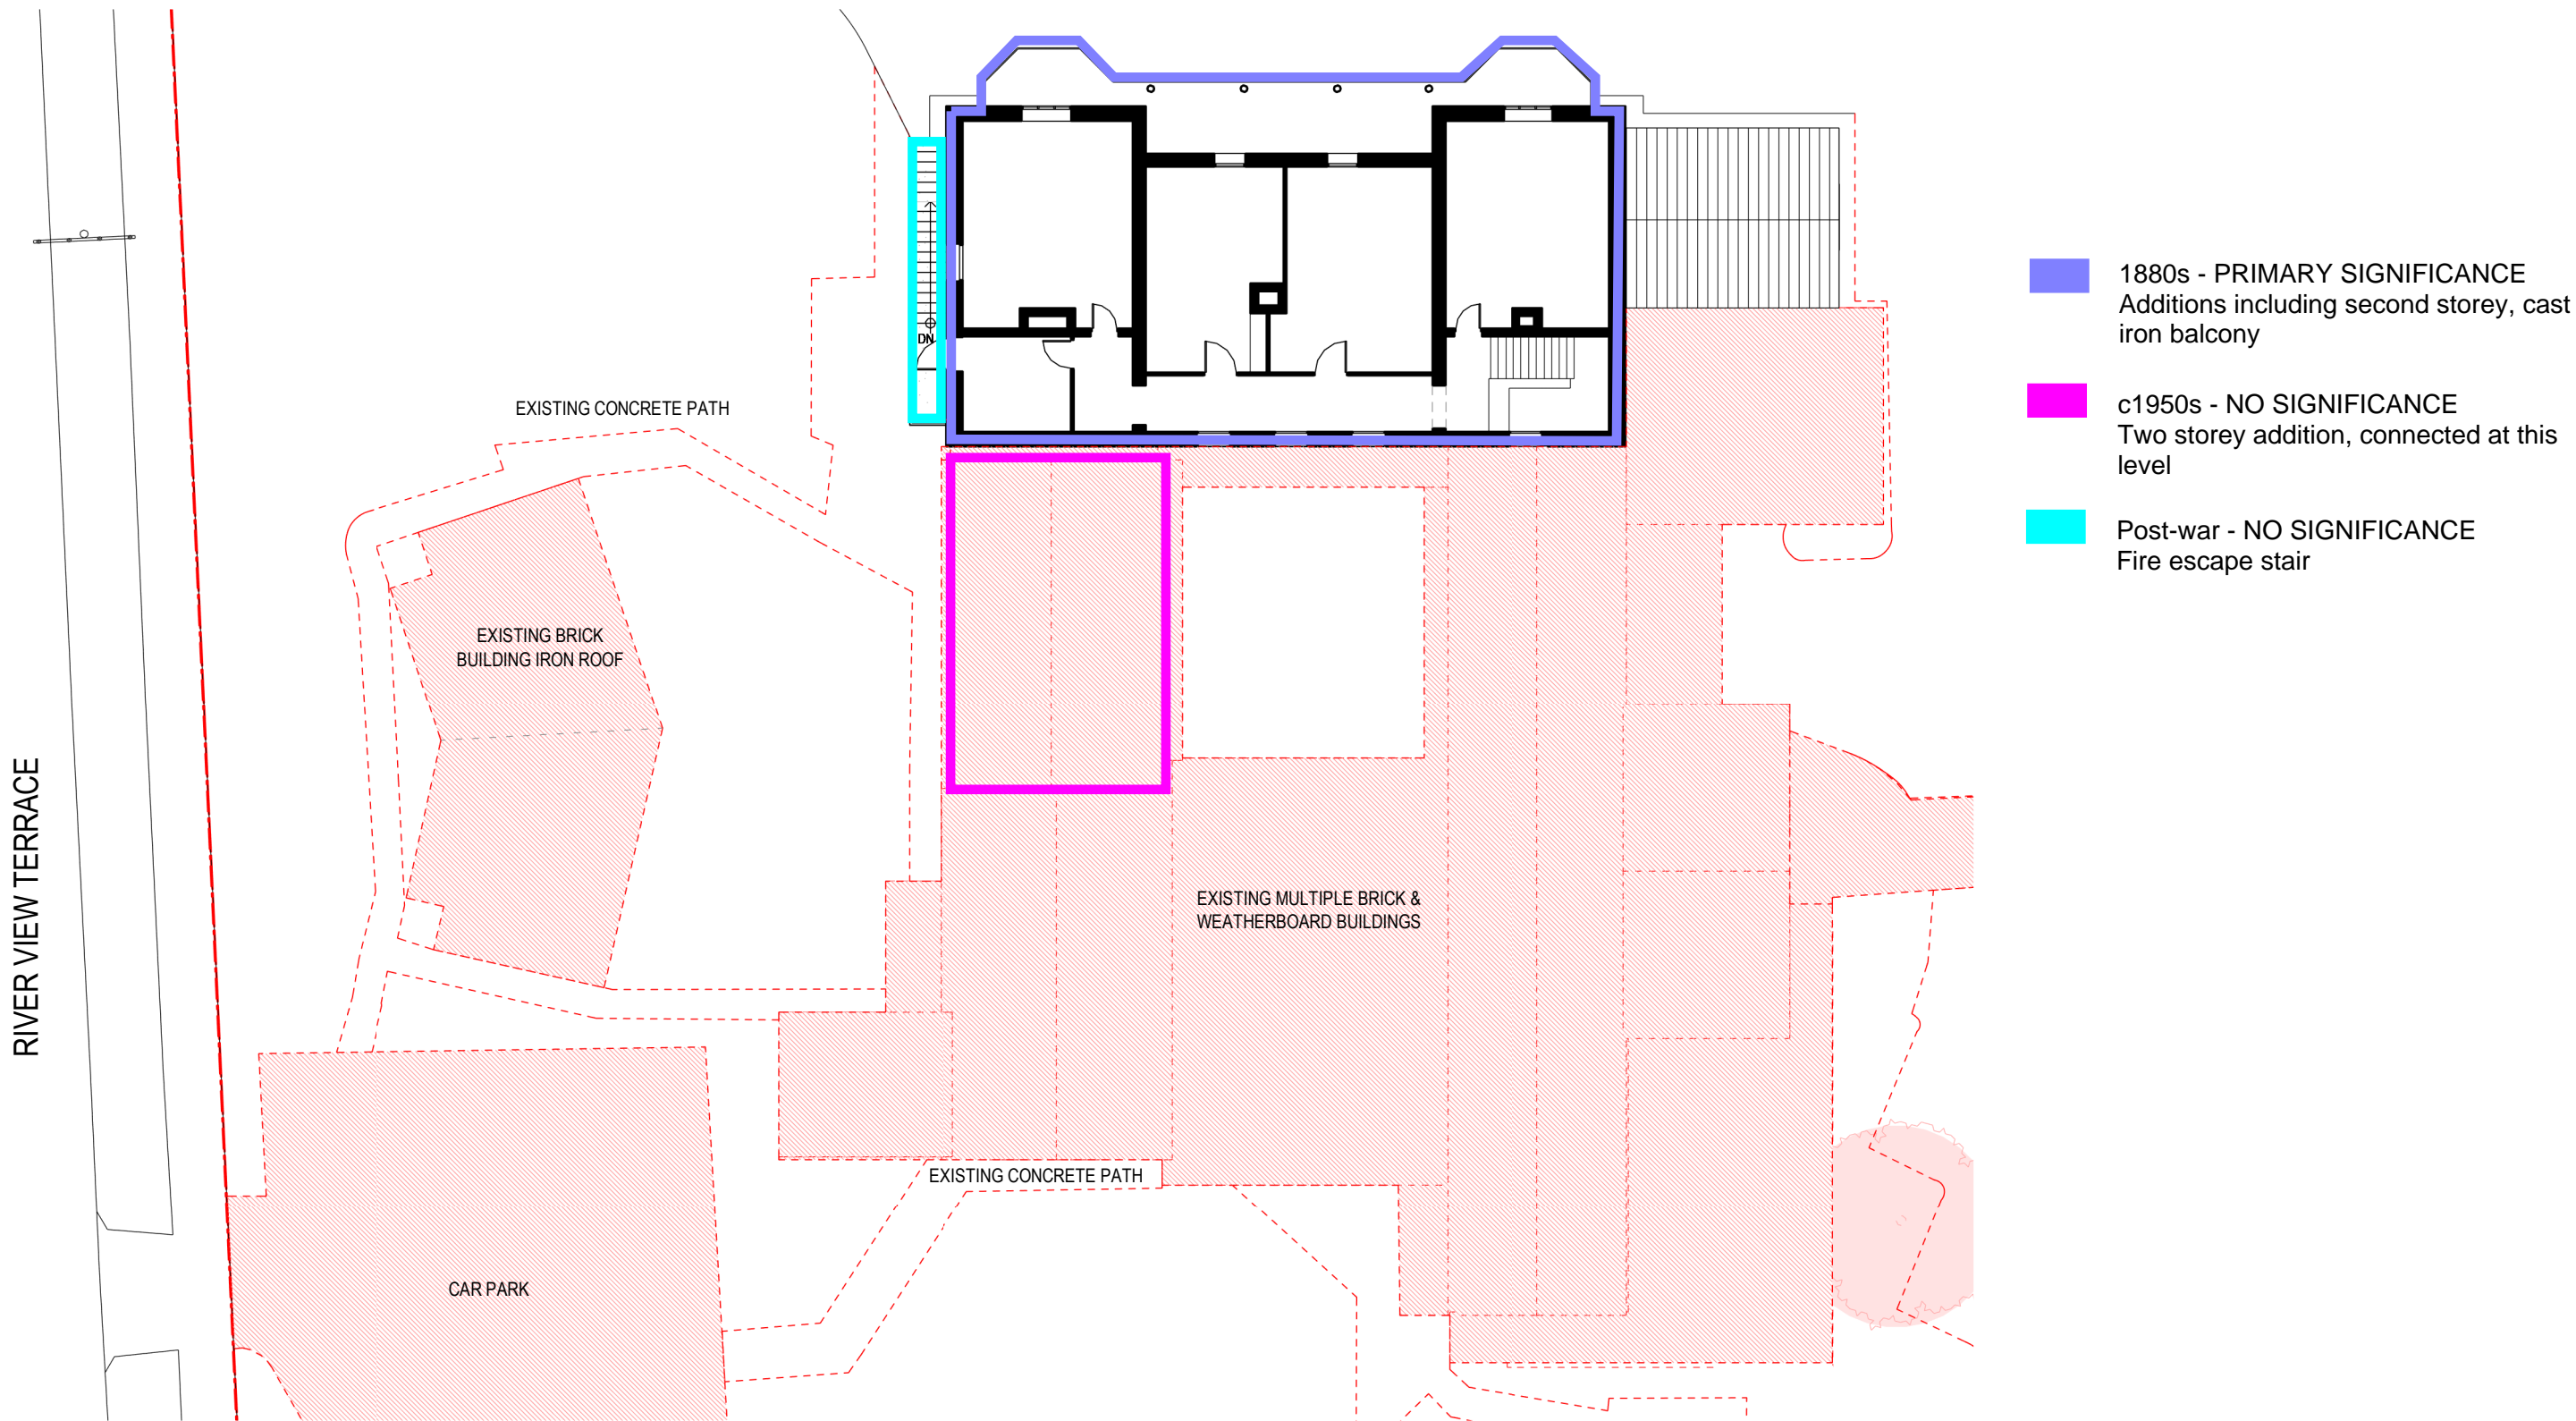 1880s - PRIMARY SIGNIFICANCE
Additions including second storey, cast
iron balcony
DN
EXISTING CONCRETE PATH
c1950s - NO SIGNIFICANCE
Two storey addition, connected at this
level
Post-war - NO SIGNIFICANCE
Fire escape stair
EXISTING BRICK
BUILDING IRON ROOF
RIVER VIEW TERRACE
EXISTING MULTIPLE BRICK &
WEATHERBOARD BUILDINGS
EXISTING CONCRETE PATH
CAR PARK